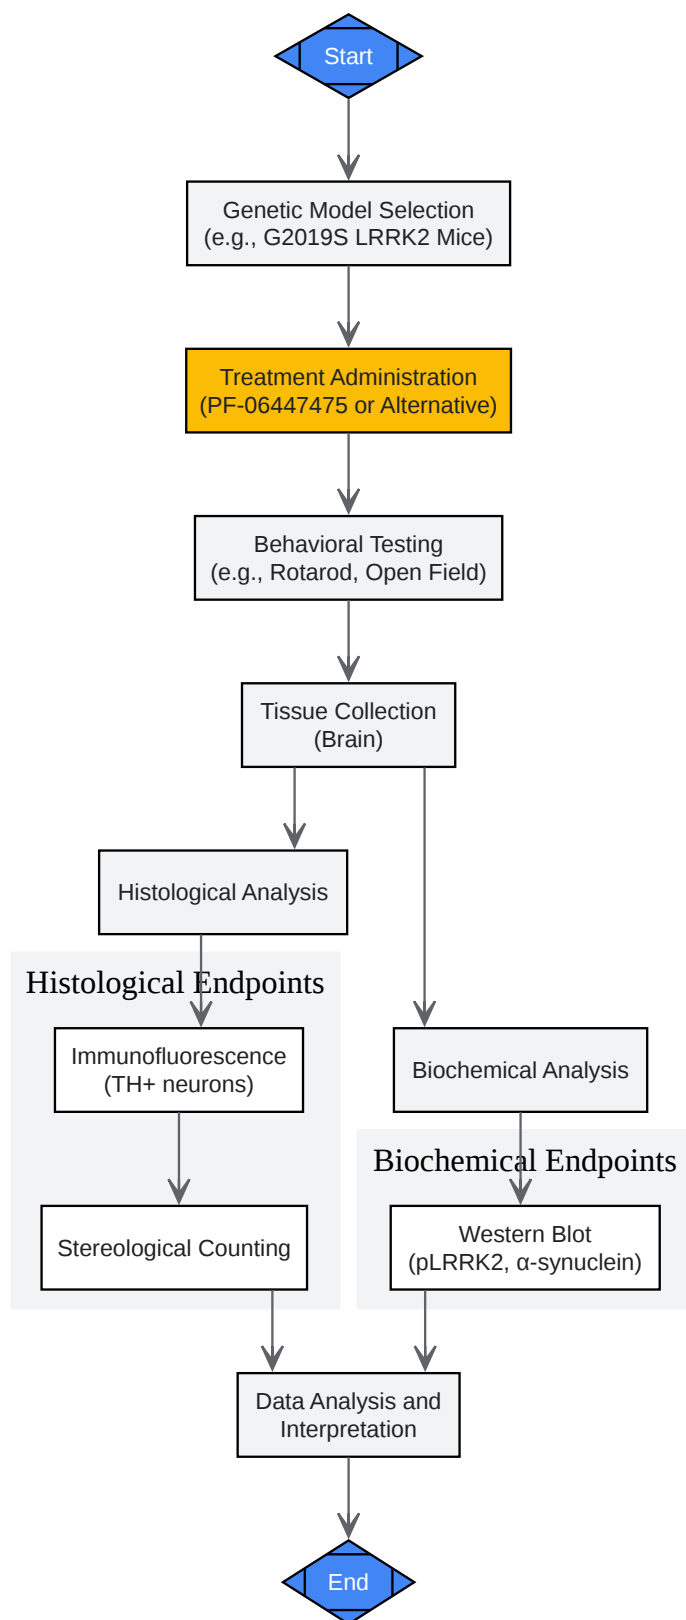 Start
Genetic Model Selection
(e.g., G2019S LRRK2 Mice)
Treatment Administration
(PF-06447475 or Alternative)
Behavioral Testing
(e.g., Rotarod, Open Field)
Tissue Collection
(Brain)
Histological Analysis
Histological Endpoints
Immunofluorescence
(TH+ neurons)
Stereological Counting
Biochemical Analysis
Biochemical Endpoints
Western Blot
(pLRRK2, α-synuclein)
Data Analysis and
Interpretation
End